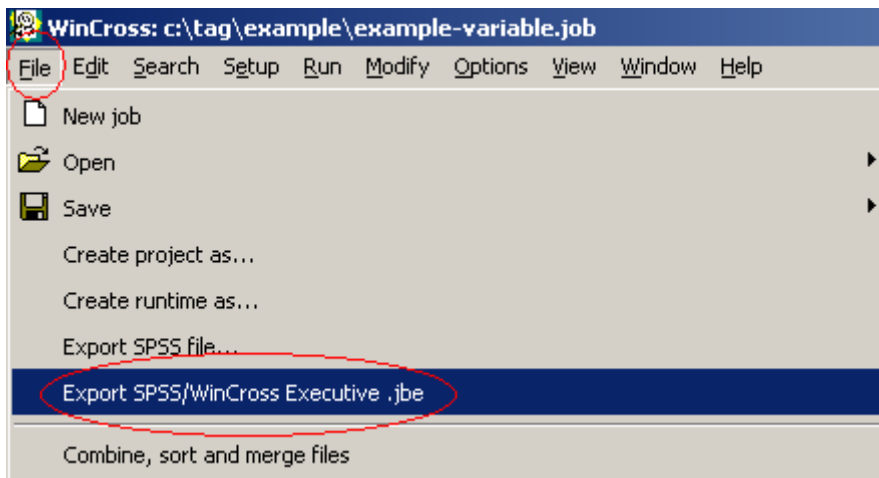 WinCross: c:\tag\example\example-variable.job
File Edit Search Setup Run Modify Options View Window Help
New job
Open
Save
Create project as...
Create runtime as...
Export SPSS file...
Export SPSS/WinCross Executive .jbe
Combine, sort and merge files